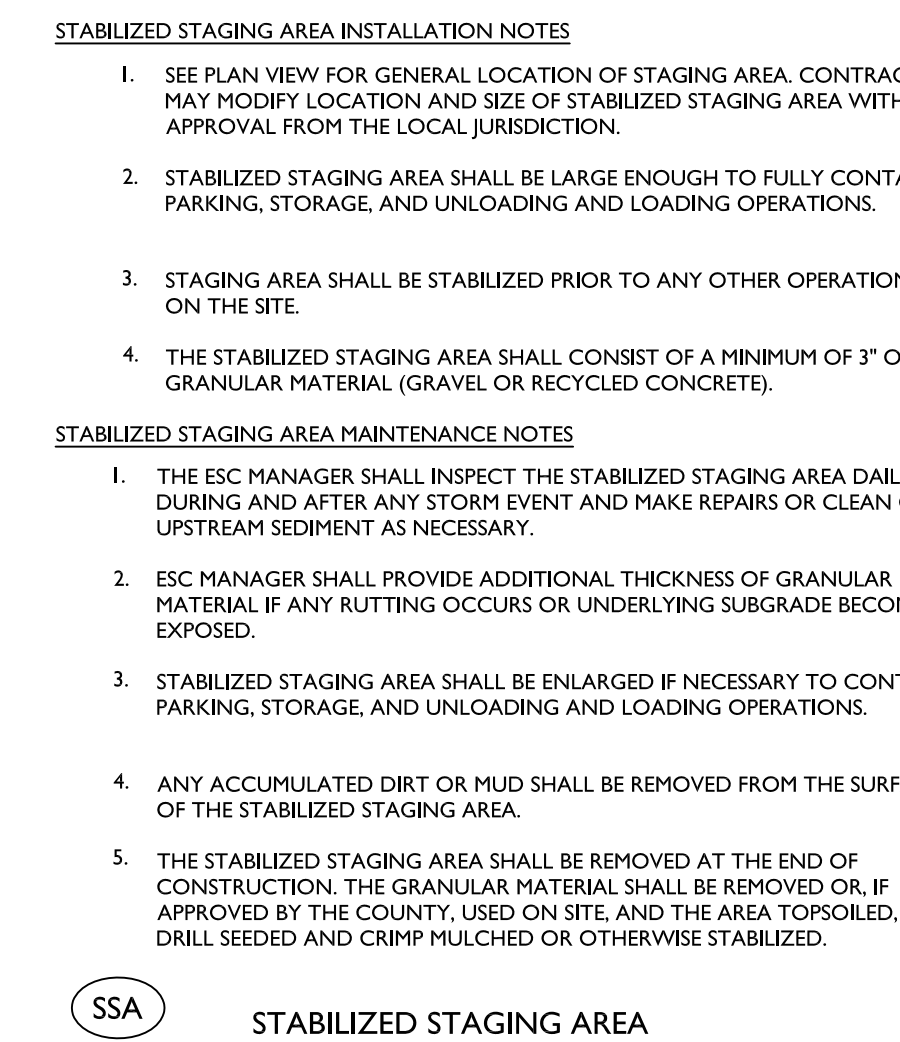 STABILIZED STAGING AREA INSTALLATION NOTES
1. SEE PLAN VIEW FOR GENERAL LOCATION OF STAGING AREA. CONTRAC
MAY MODIFY LOCATION AND SIZE OF STABILIZED STAGING AREA WITH
APPROVAL FROM THE LOCAL JURISDICTION.
2. STABILIZED STAGING AREA SHALL BE LARGE ENOUGH TO FULLY CONTA
PARKING, STORAGE, AND UNLOADING AND LOADING OPERATIONS.
3. STAGING AREA SHALL BE STABILIZED PRIOR TO ANY OTHER OPERATION
ON THE SITE.
4. THE STABILIZED STAGING AREA SHALL CONSIST OF A MINIMUM OF 3" O
GRANULAR MATERIAL (GRAVEL OR RECYCLED CONCRETE).
STABILIZED STAGING AREA MAINTENANCE NOTES
1. THE ESC MANAGER SHALL INSPECT THE STABILIZED STAGING AREA DAIL
DURING AND AFTER ANY STORM EVENT AND MAKE REPAIRS OR CLEAN
UPSTREAM SEDIMENT AS NECESSARY.
2. ESC MANAGER SHALL PROVIDE ADDITIONAL THICKNESS OF GRANULAR
MATERIAL IF ANY RUTTING OCCURS OR UNDERLYING SUBGRADE BECOM
EXPOSED.
3. STABILIZED STAGING AREA SHALL BE ENLARGED IF NECESSARY TO CONT
PARKING, STORAGE, AND UNLOADING AND LOADING OPERATIONS.
4. ANY ACCUMULATED DIRT OR MUD SHALL BE REMOVED FROM THE SURF
OF THE STABILIZED STAGING AREA.
5. THE STABILIZED STAGING AREA SHALL BE REMOVED AT THE END OF
CONSTRUCTION. THE GRANULAR MATERIAL SHALL BE REMOVED OR, IF
APPROVED BY THE COUNTY, USED ON SITE, AND THE AREA TOPSOILED,
DRILL SEEDED AND CRIMP MULCHED OR OTHERWISE STABILIZED.
SSA
STABILIZED STAGING AREA